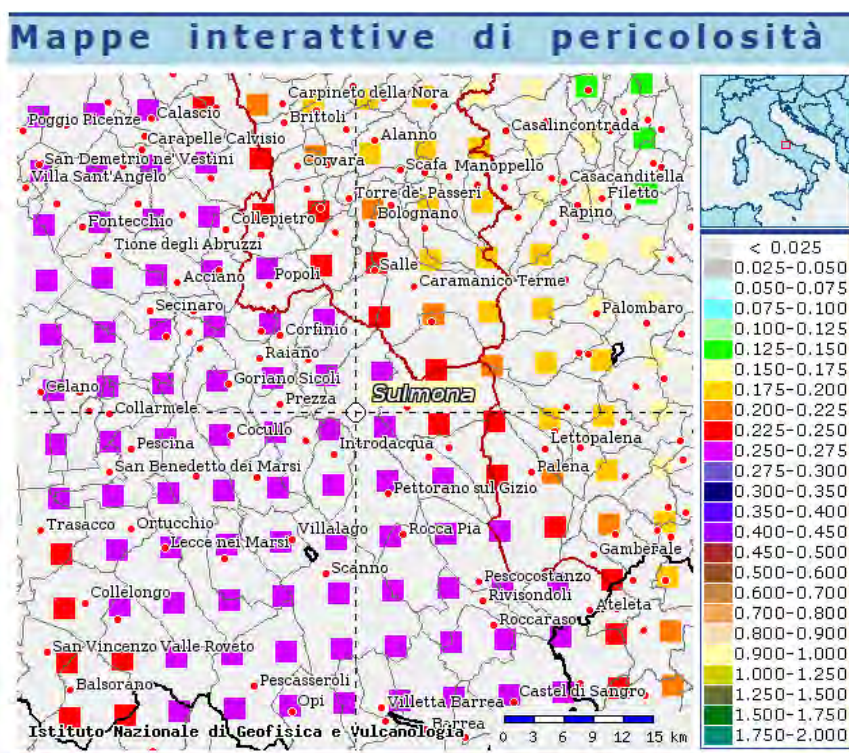 Mappe interattive di pericolosità
Carpineto della Nora
Poggio Picenze
Calascio
Brittoli
Carapelle Calvisio
Alanno
Casalincontrada
San Demetrio ne' Vestini
Corvara
Scafa
Manoppello
Villa Sant'Angelo
Casacanditella
Torre de' Passeri
Filetto
Fontecchio
Collepietro
Bolognano
Rapino
Tione degli Abruzzi
Acciano
Popoli
Salle
Caramanico Terme
Secinaro
Palombaro
Corfinio
Raiano
Celano
Goriano Sicoli
Sulmona
Prezza
Collarmele
Pescina
Cocullo
Introdacqua
Lettopalena
San Benedetto dei Marsi
Palena
Pettorano sul Gizio
Trasacco
Ortucchio
Villalago
Rocca Pia
Lecce nei Marsi
Gamberale
Scanno
Pescocostanzo
Rivisondoli
Collelongo
Ateleta
Roccaraso
San Vincenzo Valle Roveto
Balsorano
Pescasseroli
Opi
Villetta Barrea
Castel di Sangro
Barrea
Istituto Nazionale di Geofisica e Vulcanologia
0 3 6 9 12 15 km
< 0.025
0.025-0.050
0.050-0.075
0.075-0.100
0.100-0.125
0.125-0.150
0.150-0.175
0.175-0.200
0.200-0.225
0.225-0.250
0.250-0.275
0.275-0.300
0.300-0.350
0.350-0.400
0.400-0.450
0.450-0.500
0.500-0.600
0.600-0.700
0.700-0.800
0.800-0.900
0.900-1.000
1.000-1.250
1.250-1.500
1.500-1.750
1.750-2.000